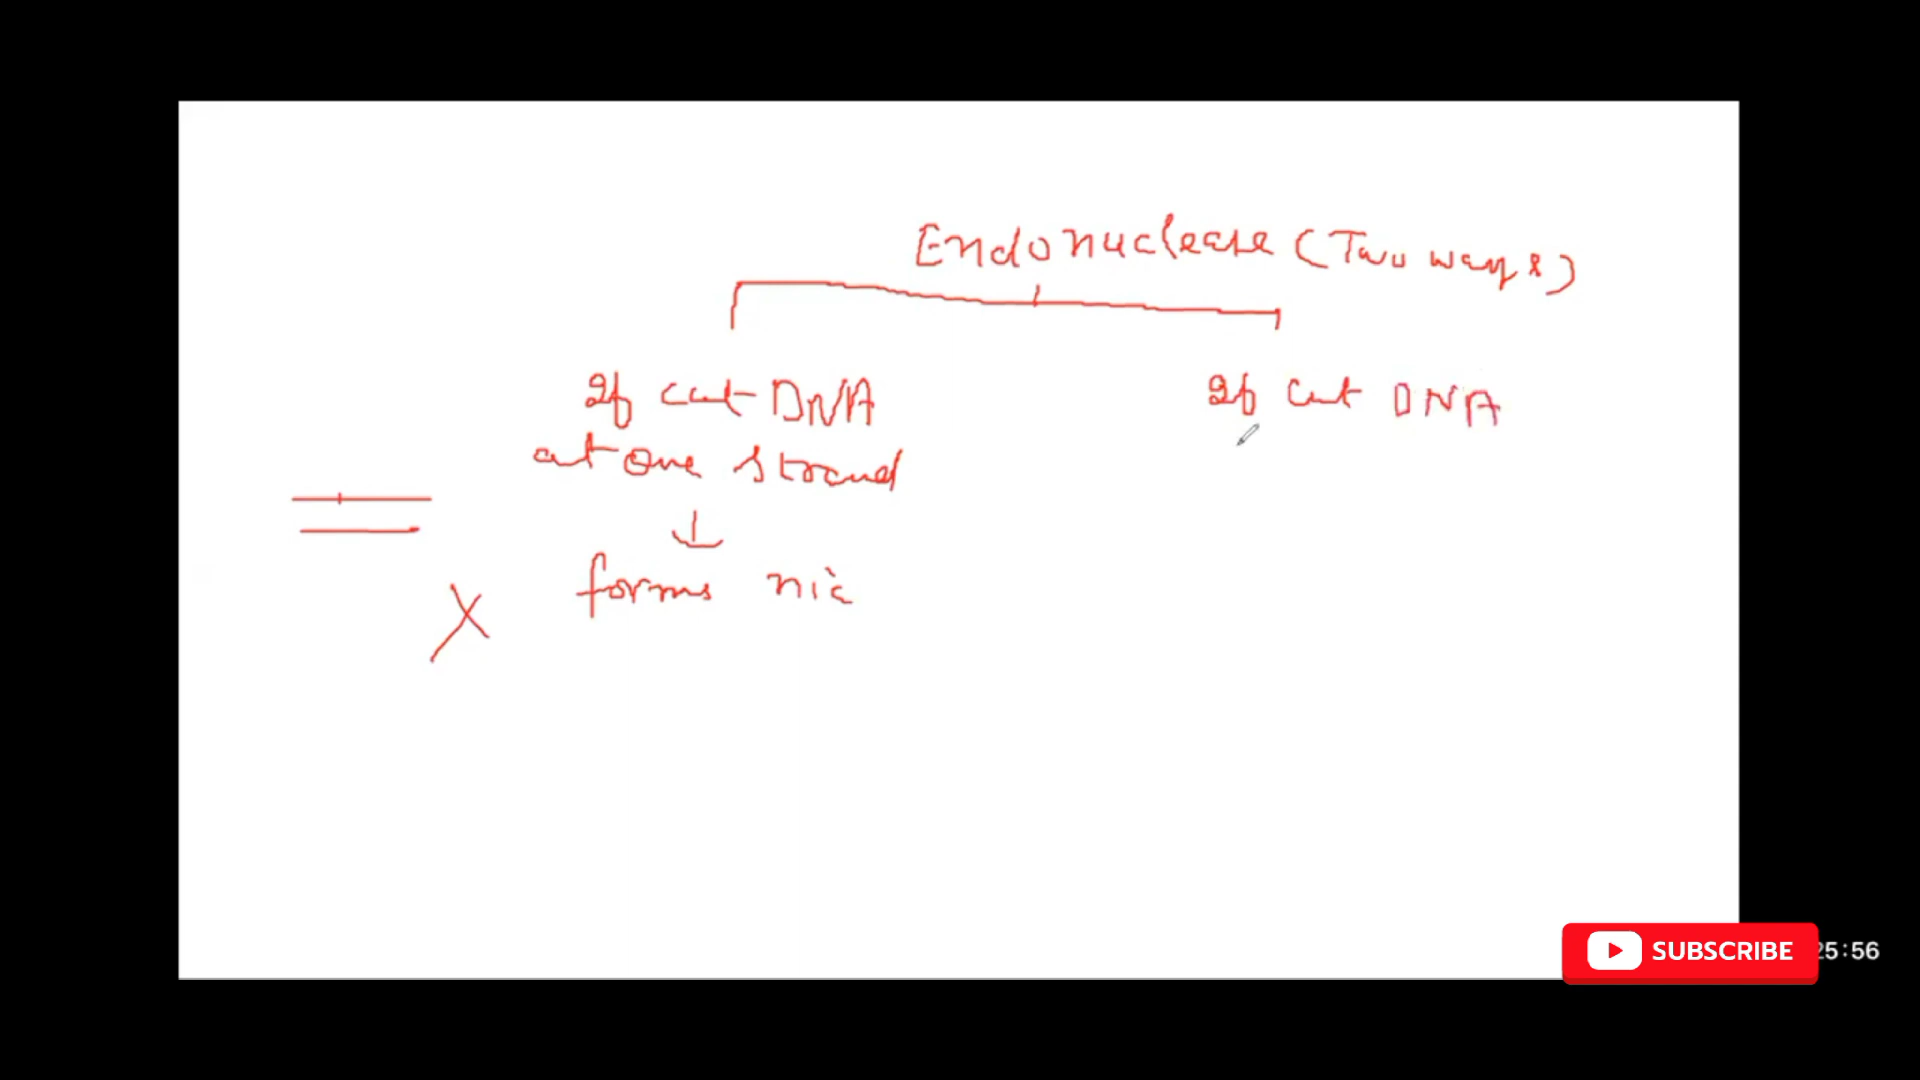 Endonuclease (Two ways)
If cut DNA
at one strand
forms nic
If cut DNA
X
SUBSCRIBE
25:56